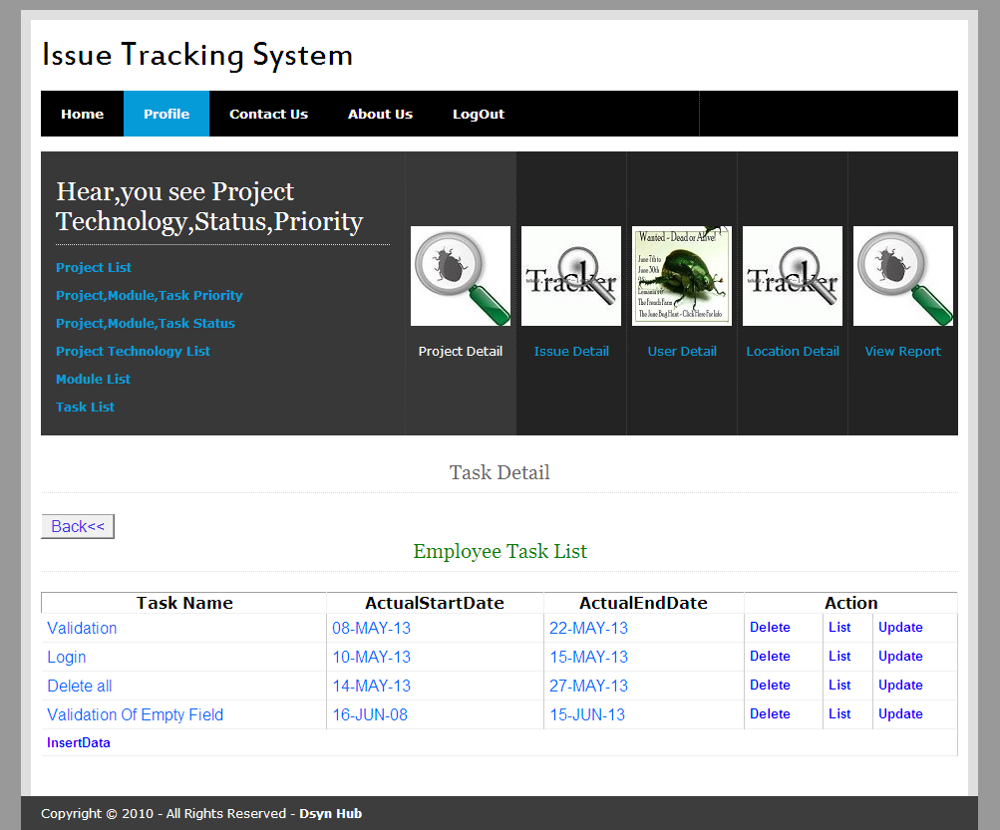 Issue Tracking System
Home Profile Contact Us About Us LogOut
Hear,you see Project
Technology,Status,Priority
Project List
Project,Module,Task Priority
Project,Module,Task Status
Project Technology List
Module List
Task List
Tracker
Wanted - Dead or Alive!
June 7th to
June 30th
The French Farm
The June Bug Hunt - Click Here For Info
Tracker
Project Detail Issue Detail User Detail Location Detail View Report
Task Detail
Back<<
Employee Task List
Task Name ActualStartDate ActualEndDate Action
Validation 08-MAY-13 22-MAY-13 Delete List Update
Login 10-MAY-13 15-MAY-13 Delete List Update
Delete all 14-MAY-13 27-MAY-13 Delete List Update
Validation Of Empty Field 16-JUN-08 15-JUN-13 Delete List Update
InsertData
Copyright © 2010 - All Rights Reserved - Dsyn Hub